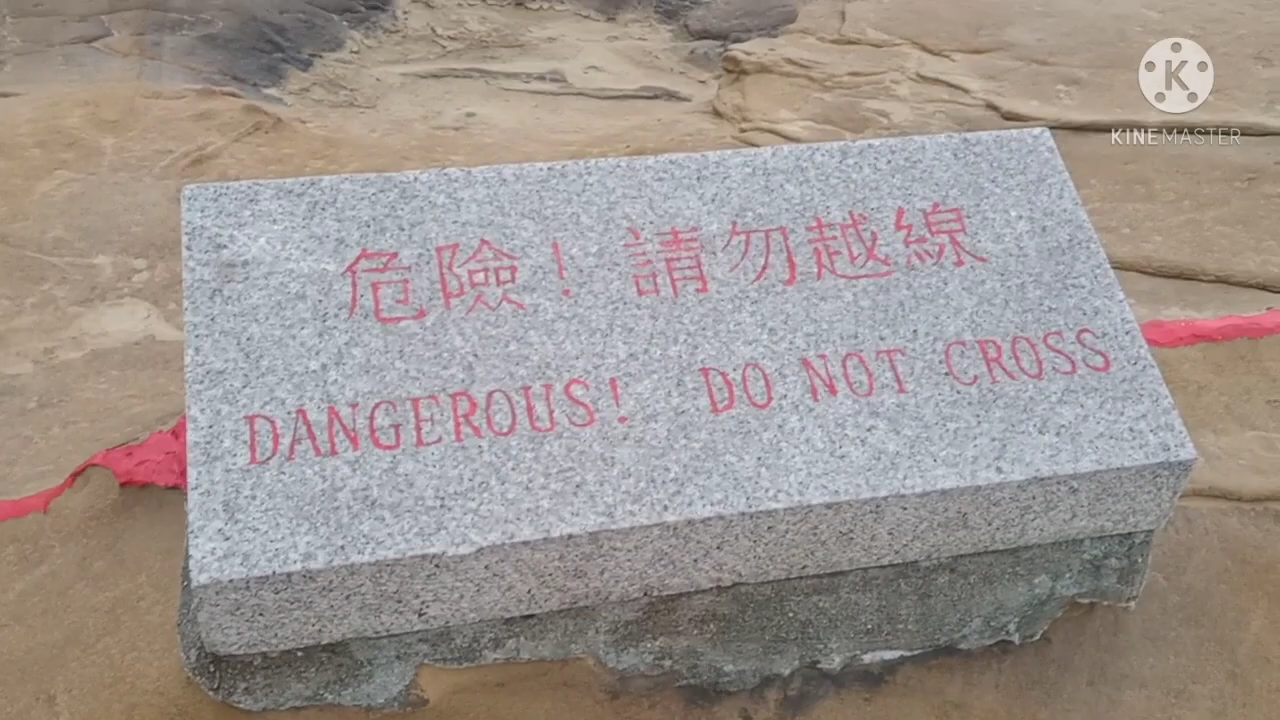 KINEMASTER
危險！請勿越線
DANGEROUS! DO NOT CROSS